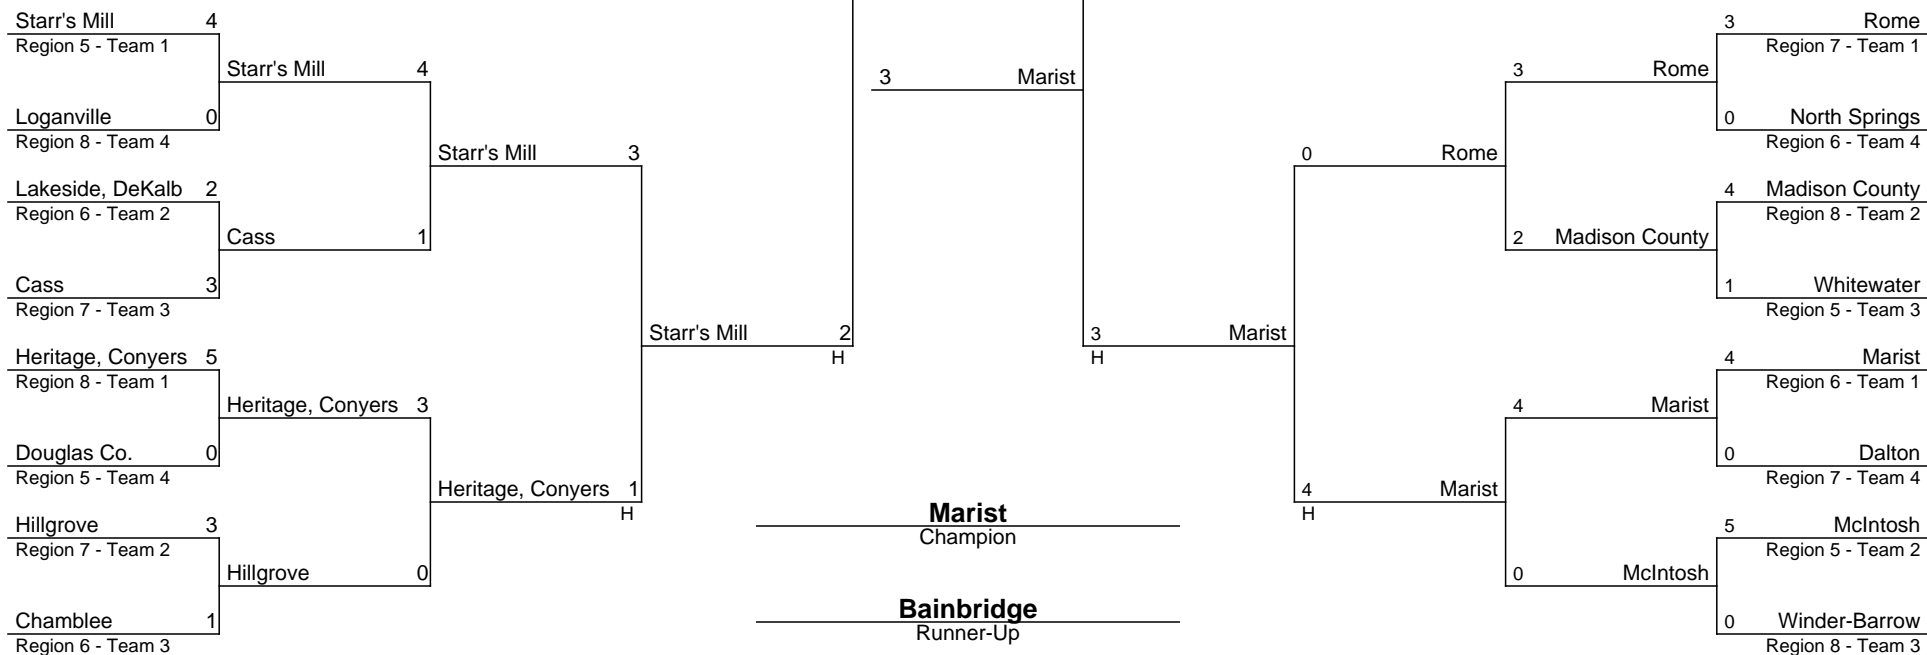 Starr's Mill 4
Region 5 - Team 1
Loganville 0
Region 8 - Team 4
Lakeside, DeKalb 2
Region 6 - Team 2
Cass 3
Region 7 - Team 3
Heritage, Conyers 5
Region 8 - Team 1
Douglas Co. 0
Region 5 - Team 4
Hillgrove 3
Region 7 - Team 2
Chamblee 1
Region 6 - Team 3
Starr's Mill 4
Cass 1
Heritage, Conyers 3
Hillgrove 0
Starr's Mill 3
Heritage, Conyers 1
H
Starr's Mill 2
H
3 Marist
Marist
Champion
Bainbridge
Runner-Up
3 Marist
H
0 Rome
4 Marist
H
3 Rome
2 Madison County
4 Marist
0 McIntosh
3 Rome
Region 7 - Team 1
0 North Springs
Region 6 - Team 4
4 Madison County
Region 8 - Team 2
1 Whitewater
Region 5 - Team 3
4 Marist
Region 6 - Team 1
0 Dalton
Region 7 - Team 4
5 McIntosh
Region 5 - Team 2
0 Winder-Barrow
Region 8 - Team 3